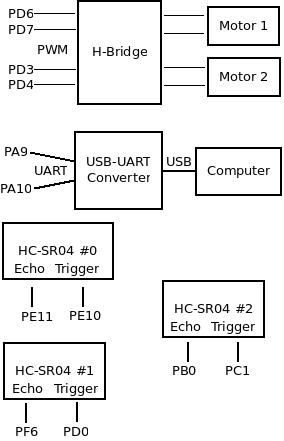 PD6
PD7
PWM
PD3
PD4
H-Bridge
Motor 1
Motor 2
PA9
UART
PA10
USB-UART
Converter
USB
Computer
HC-SR04 #0
Echo Trigger
PE11 PE10
HC-SR04 #2
Echo Trigger
PB0 PC1
HC-SR04 #1
Echo Trigger
PF6 PD0